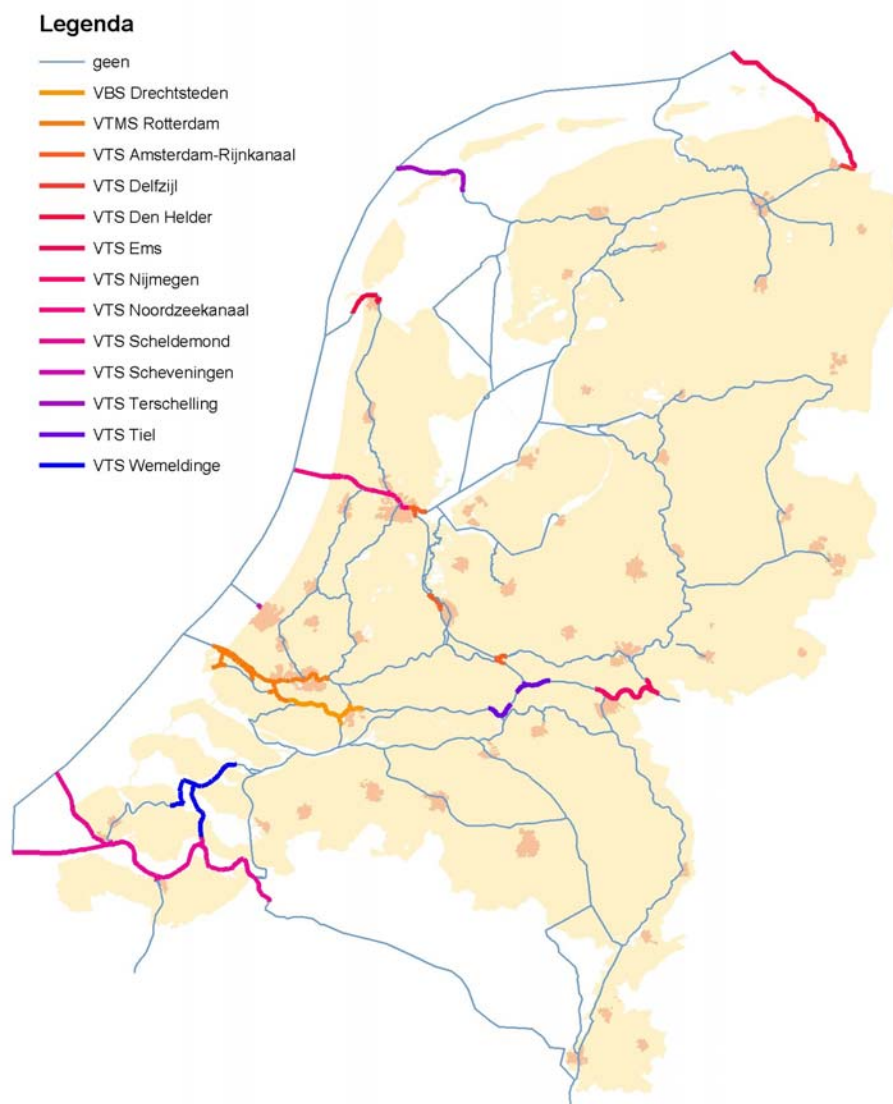 Legenda
geen
VBS Drechtsteden
VTMS Rotterdam
VTS Amsterdam-Rijnkanaal
VTS Delfzijl
VTS Den Helder
VTS Ems
VTS Nijmegen
VTS Noordzeekanaal
VTS Scheldemond
VTS Scheveningen
VTS Terschelling
VTS Tiel
VTS Wemeldinge